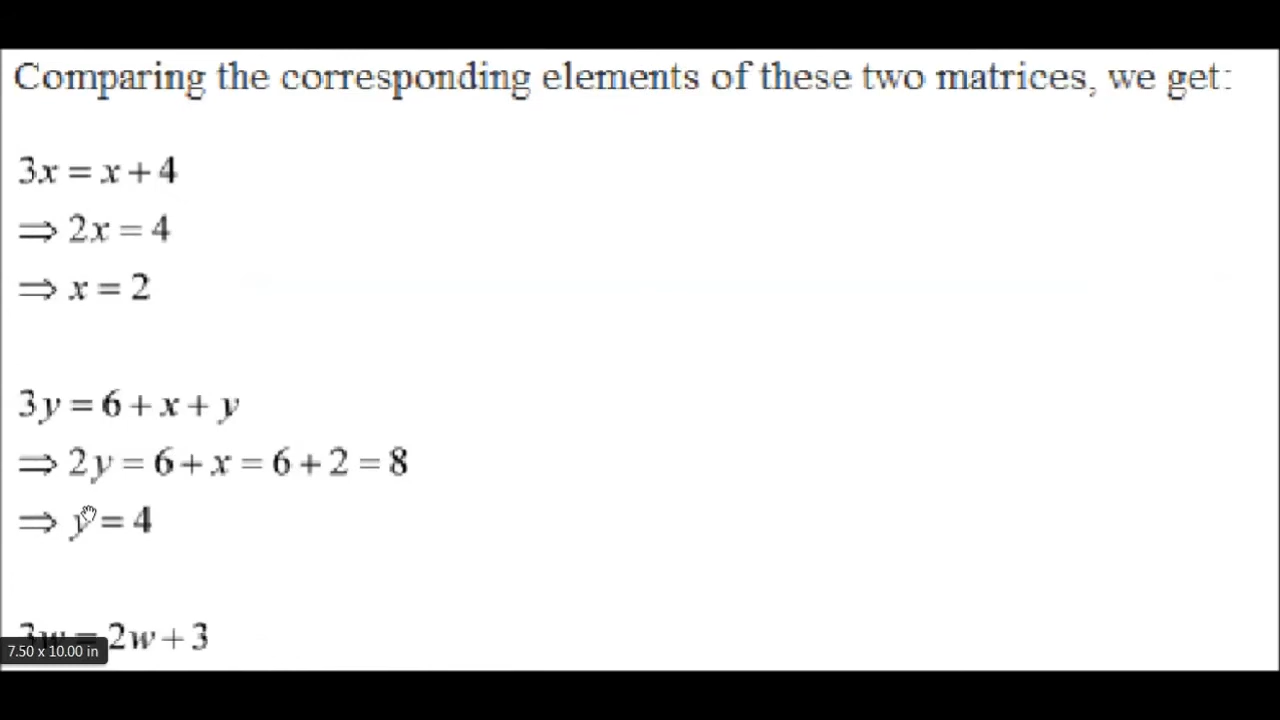 Comparing the corresponding elements of these two matrices, we get:
3x = x + 4
⇒ 2x = 4
⇒ x = 2
3y = 6 + x + y
⇒ 2y = 6 + x = 6 + 2 = 8
⇒ y = 4
3w = 2w + 3
7.50 x 10.00 in